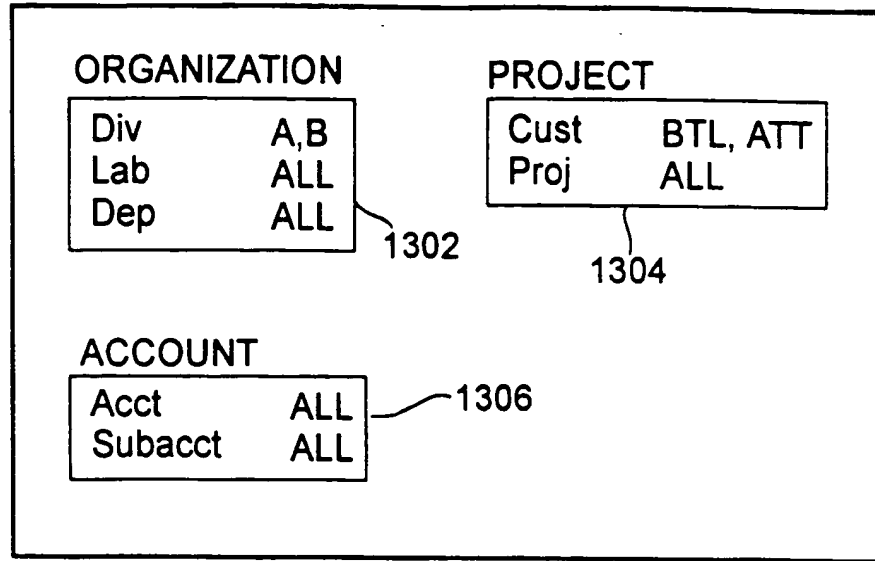 ORGANIZATION
Div A,B
Lab ALL
Dep ALL
1302
PROJECT
Cust BTL, ATT
Proj ALL
1304
ACCOUNT
Acct ALL
Subacct ALL
1306